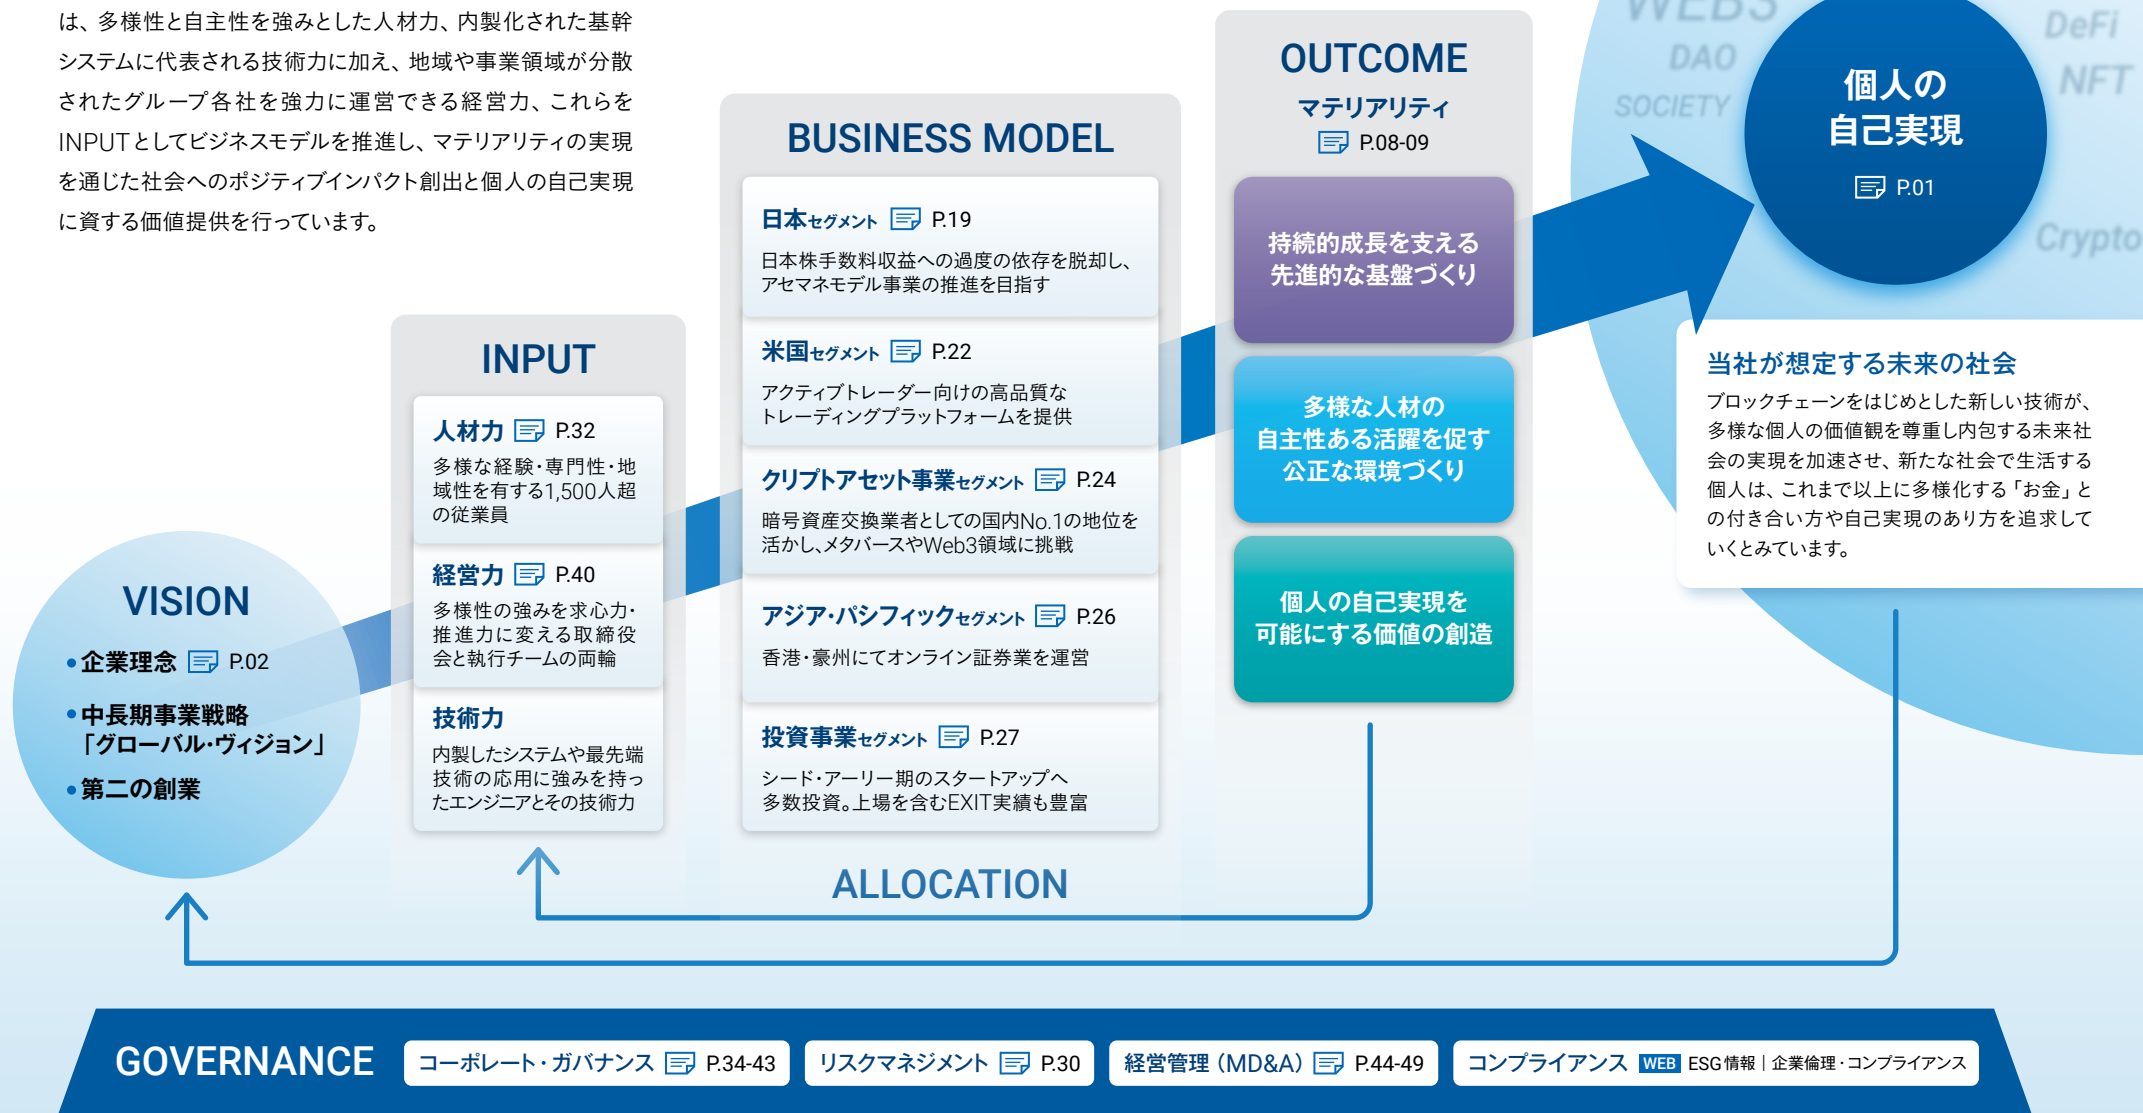 は、多様性と自主性を強みとした人材力、内製化された基幹
システムに代表される技術力に加え、地域や事業領域が分散
されたグループ各社を強力に運営できる経営力、これらを
INPUTとしてビジネスモデルを推進し、マテリアリティの実現
を通じた社会へのポジティブインパクト創出と個人の自己実現
に資する価値提供を行っています。
VISION
•企業理念 P.02
•中長期事業戦略
「グローバル・ヴィジョン」
•第二の創業
INPUT
人材力 P.32
多様な経験・専門性・地
域性を有する1,500人超
の従業員
経営力 P.40
多様性の強みを求心力・
推進力に変える取締役
会と執行チームの両輪
技術力
内製したシステムや最先端
技術の応用に強みを持っ
たエンジニアとその技術力
BUSINESS MODEL
日本セグメント P.19
日本株手数料収益への過度の依存を脱却し、
アセマネモデル事業の推進を目指す
米国セグメント P.22
アクティブトレーダー向けの高品質な
トレーディングプラットフォームを提供
クリプトアセット事業セグメント P.24
暗号資産交換業者としての国内No.1の地位を
活かし、メタバースやWeb3領域に挑戦
アジア・パシフィックセグメント P.26
香港・豪州にてオンライン証券業を運営
投資事業セグメント P.27
シード・アーリー期のスタートアップへ
多数投資。上場を含むEXIT実績も豊富
ALLOCATION
OUTCOME
マテリアリティ
P.08-09
持続的成長を支える
先進的な基盤づくり
多様な人材の
自主性ある活躍を促す
公正な環境づくり
個人の自己実現を
可能にする価値の創造
WEB3
DAO
SOCIETY
DeFi
NFT
Crypto
個人の
自己実現
P.01
当社が想定する未来の社会
ブロックチェーンをはじめとした新しい技術が、
多様な個人の価値観を尊重し内包する未来社
会の実現を加速させ、新たな社会で生活する
個人は、これまで以上に多様化する「お金」と
の付き合い方や自己実現のあり方を追求して
いくとみています。
GOVERNANCE
コーポレート・ガバナンス P.34-43
リスクマネジメント P.30
経営管理（MD&A） P.44-49
コンプライアンス WEB ESG情報｜企業倫理・コンプライアンス